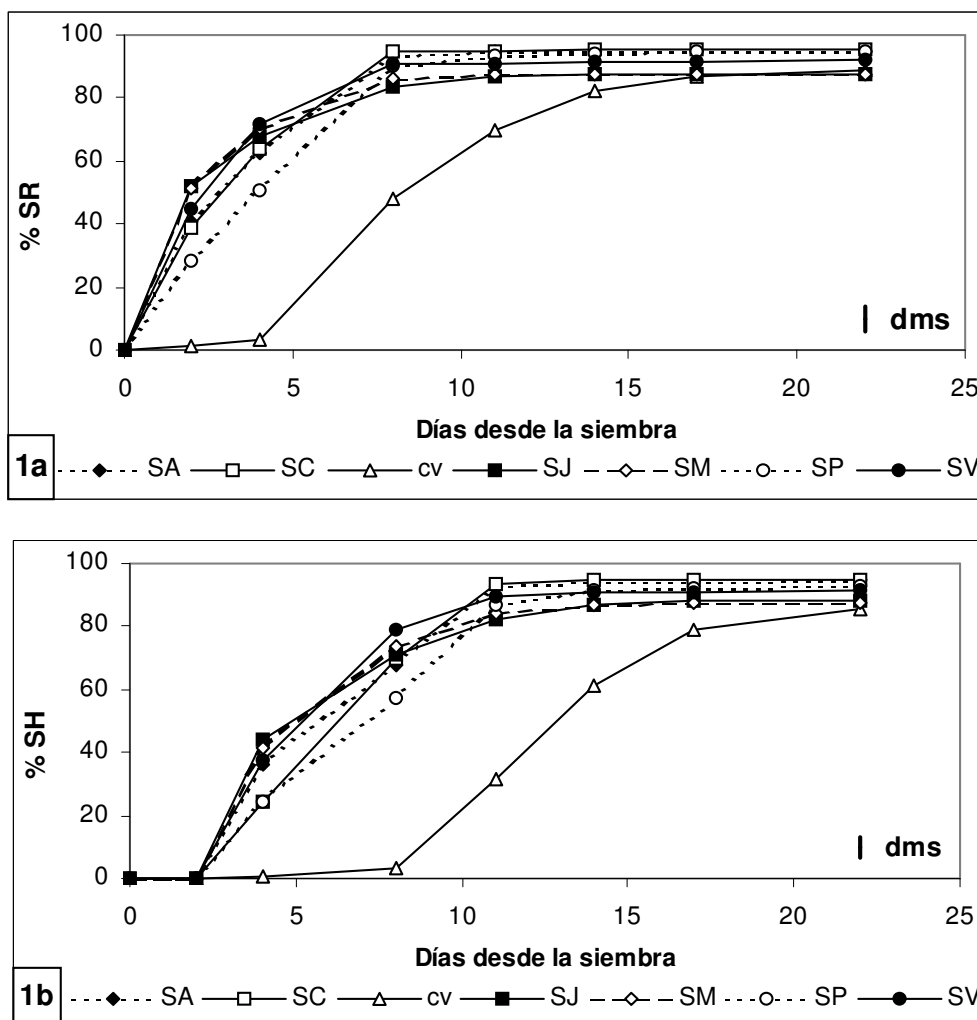 100
80
60
40
20
0
% SR
dms
0 5 10 15 20 25
Días desde la siembra
1a SA SC cv SJ SM SP SV
100
80
60
40
20
0
% SH
dms
0 5 10 15 20 25
Días desde la siembra
1b SA SC cv SJ SM SP SV